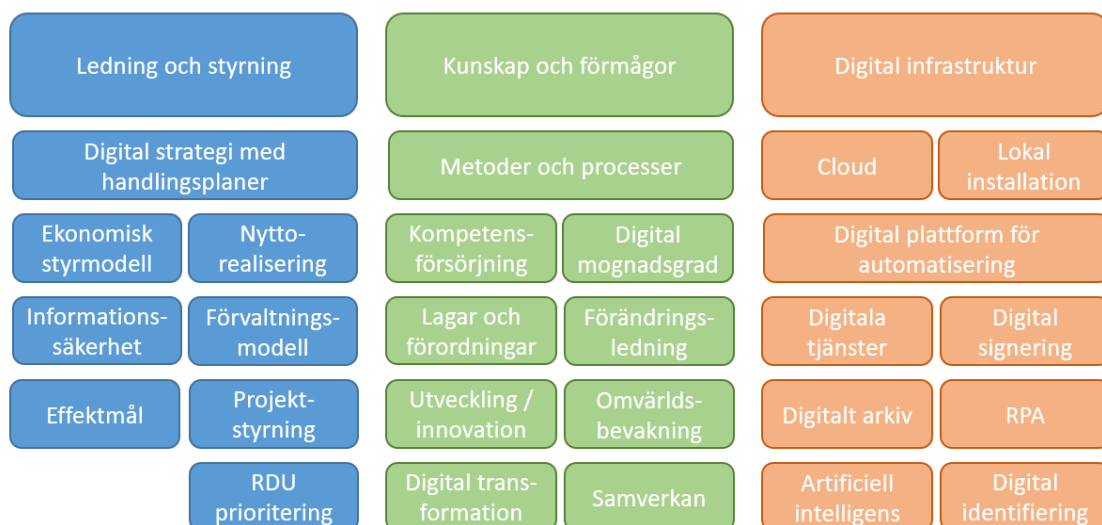 Ledning och styrning
Kunskap och förmågor
Digital infrastruktur
Digital strategi med
handlingsplaner
Metoder och processer
Cloud
Lokal
installation
Ekonomisk
styrmodell
Nytto-
realisering
Kompetens-
försörjning
Digital
mognadsgrad
Digital plattform för
automatisering
Informations-
säkerhet
Förvaltnings-
modell
Lagar och
förordningar
Förändrings-
ledning
Digitala
tjänster
Digital
signering
Effektmål
Projekt-
styrning
Utveckling /
innovation
Omvärlds-
bevakning
Digitalt arkiv
RPA
RDU
prioritering
Digital trans-
formation
Samverkan
Artificiell
intelligens
Digital
identifiering